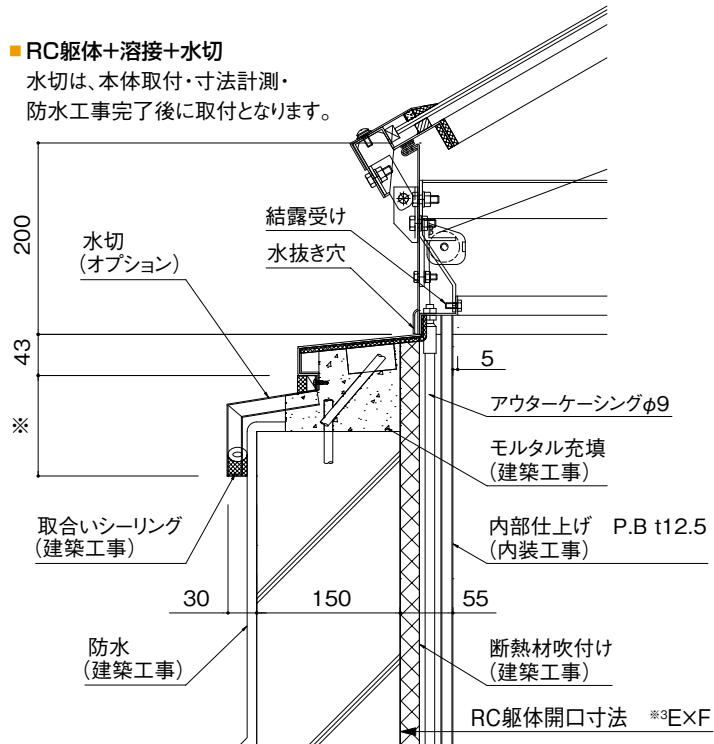 ■ RC躯体+溶接+水切
水切は、本体取付・寸法計測・
防水工事完了後に取付となります。
200
43
※
水切
(オプション)
結露受け
水抜き穴
5
アウターケーシングφ9
モルタル充填
(建築工事)
取合いシーリング
(建築工事)
内部仕上げ P.B t12.5
(内装工事)
30
150
55
防水
(建築工事)
断熱材吹付け
(建築工事)
RC躯体開口寸法 ※3E×F